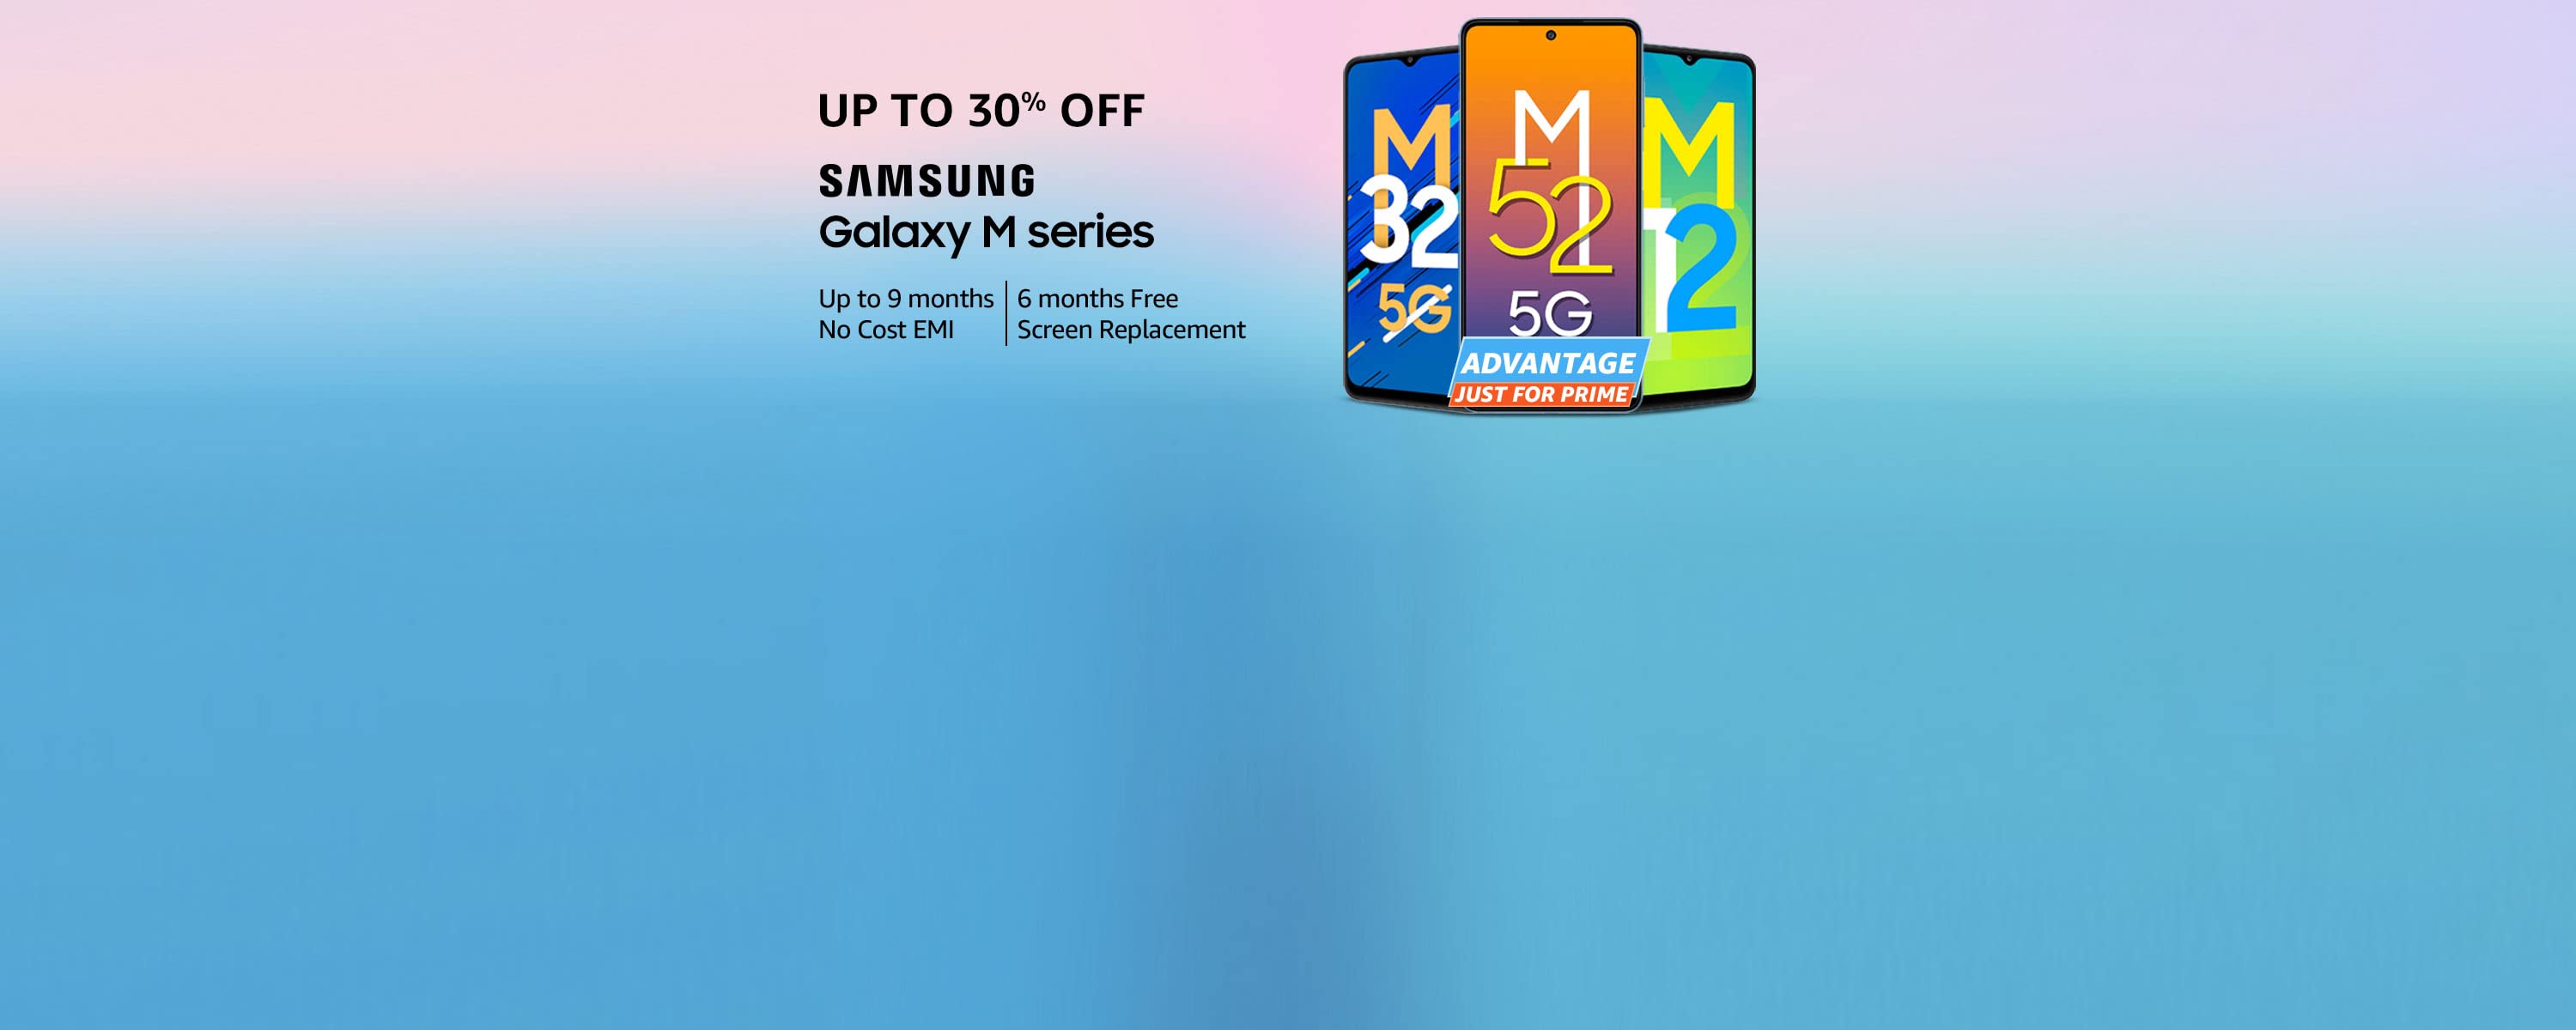 UP TO 30% OFF
SAMSUNG
Galaxy M series
Up to 9 months
No Cost EMI
6 months Free
Screen Replacement
M
32
5G
M
52
5G
M
12
ADVANTAGE
JUST FOR PRIME